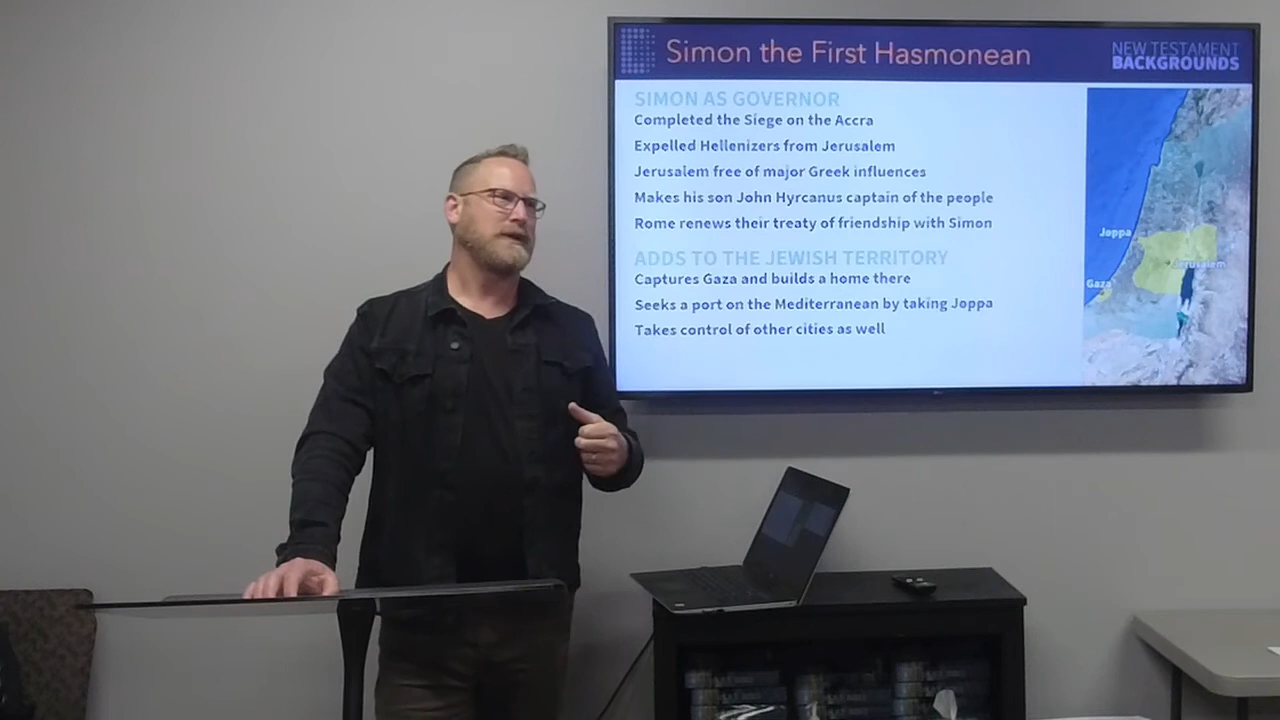 Simon the First Hasmonean
NEW TESTAMENT
BACKGROUNDS
SIMON AS GOVERNOR
Completed the Siege on the Accra
Expelled Hellenizers from Jerusalem
Jerusalem free of major Greek influences
Makes his son John Hyrcanus captain of the people
Rome renews their treaty of friendship with Simon
ADDS TO THE JEWISH TERRITORY
Captures Gaza and builds a home there
Seeks a port on the Mediterranean by taking Joppa
Takes control of other cities as well
Joppa
Jerusalem
Gaza